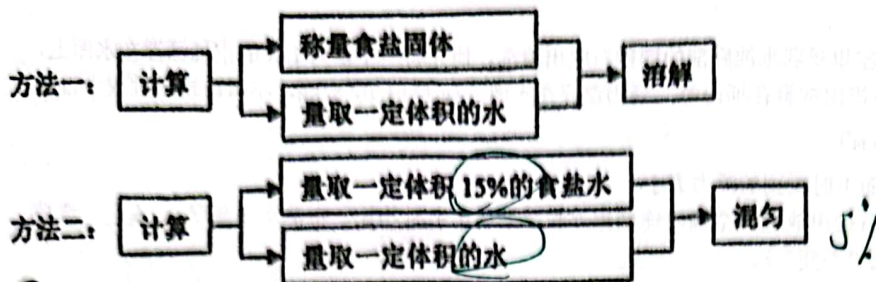 称量食盐固体
方法一： 计算 溶解
量取一定体积的水
量取一定体积15%的食盐水
方法二： 计算 混匀 5%
量取一定体积的水